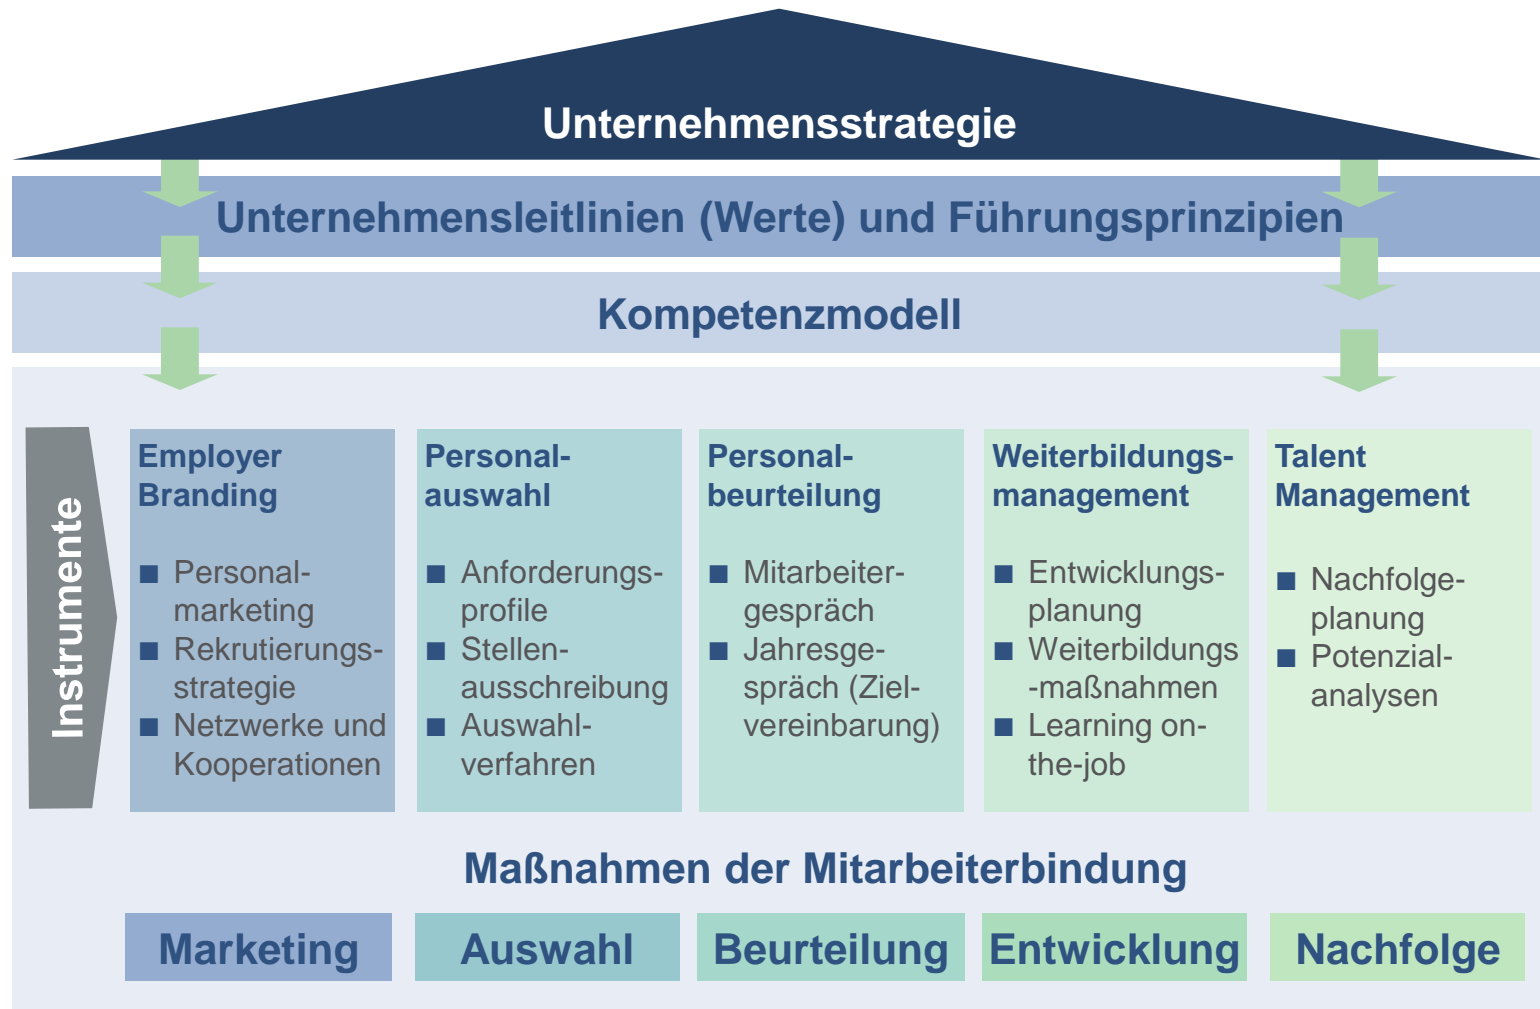 Unternehmensstrategie
Unternehmensleitlinien (Werte) und Führungsprinzipien
Kompetenzmodell
Instrumente
Employer
Branding
■ Personal-
marketing
■ Rekrutierungs-
strategie
■ Netzwerke und
Kooperationen
Personal-
auswahl
■ Anforderungs-
profile
■ Stellen-
ausschreibung
■ Auswahl-
verfahren
Personal-
beurteilung
■ Mitarbeiter-
gespräch
■ Jahresge-
spräch (Ziel-
vereinbarung)
Weiterbildungs-
management
■ Entwicklungs-
planung
■ Weiterbildungs
-maßnahmen
■ Learning on-
the-job
Talent
Management
■ Nachfolge-
planung
■ Potenzial-
analysen
Maßnahmen der Mitarbeiterbindung
Marketing
Auswahl
Beurteilung
Entwicklung
Nachfolge